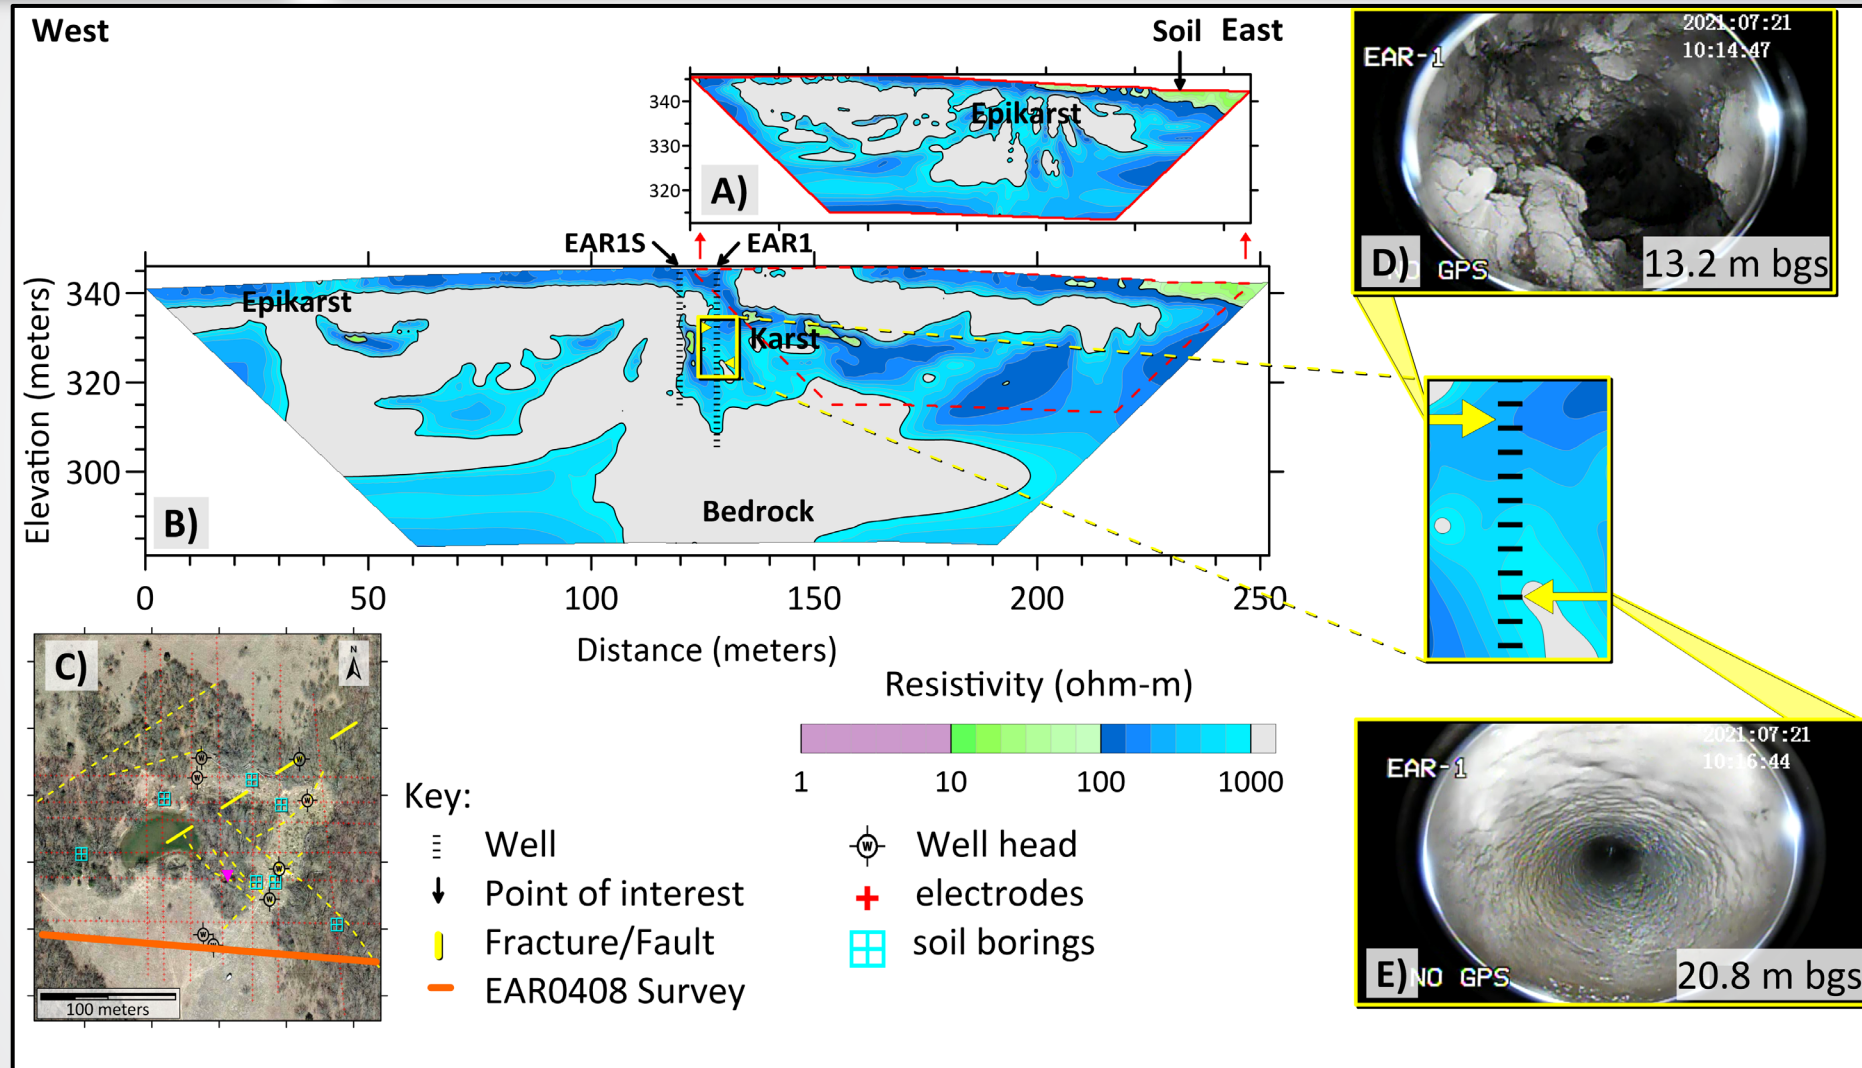 West
Soil East
340
330
320
Epikarst
A)
EAR1S
EAR1
Elevation (meters)
340
320
300
Epikarst
Karst
Bedrock
B)
0 50 100 150 200 250
Distance (meters)
C)
N
W
W
W
W
W
W
W
100 meters
Resistivity (ohm-m)
1 10 100 1000
Key:
Well
Point of interest
Fracture/Fault
EAR0408 Survey
W Well head
electrodes
soil borings
2021:07:21
10:14:47
EAR-1
D)
GPS
13.2 m bgs
2021:07:21
10:16:44
EAR-1
E)
NO GPS
20.8 m bgs